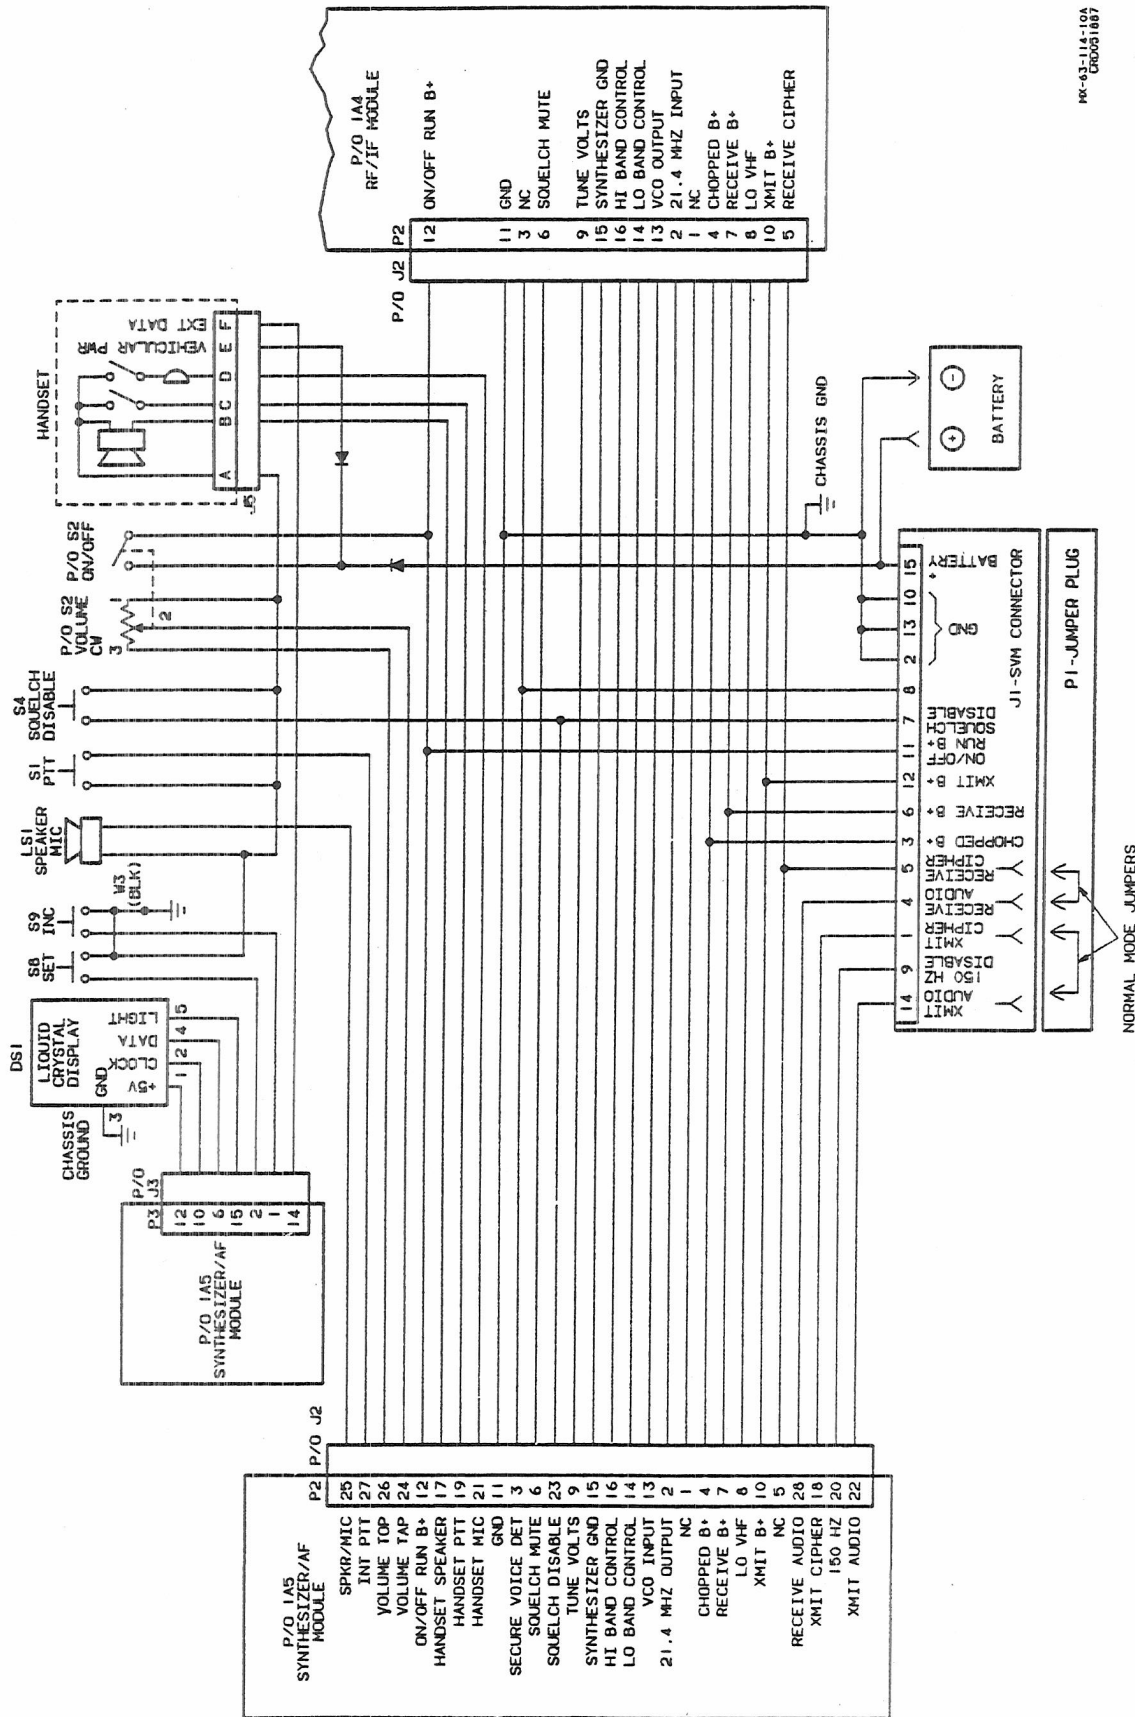 MX-63-114-10A
CRD051887
P/O 1A4
RF/IF MODULE
P/O J2
P2
12 ON/OFF RUN B+
11 GND
3 NC
6 SQUELCH MUTE
9 TUNE VOLTS
15 SYNTHESIZER GND
16 HI BAND CONTROL
14 LO BAND CONTROL
13 VCO OUTPUT
2 21.4 MHZ INPUT
1 NC
4 CHOPPED B+
7 RECEIVE B+
8 LO VHF
10 XMIT B+
5 RECEIVE CIPHER
HANDSET
J5
A
B
C
D
E VEHICULAR PWR
F EXT DATA
P/O S2
ON/OFF
P/O S2
VOLUME
CW
3
2
S4
SQUELCH
DISABLE
S1
PTT
LS1
SPEAKER
MIC
W3
(BLK)
S9
INC
S8
SET
DS1
LIQUID
CRYSTAL
DISPLAY
GND
+5V
CLOCK
DATA
LIGHT
1
2
4
5
3
CHASSIS
GROUND
P/O
J3
P3
12
10
6
15
2
1
14
P/O 1A5
SYNTHESIZER/AF
MODULE
P/O 1A5
SYNTHESIZER/AF
MODULE
P2
P/O J2
SPKR/MIC 25
INT PTT 27
VOLUME TOP 26
VOLUME TAP 24
ON/OFF RUN B+ 12
HANDSET SPEAKER 17
HANDSET PTT 19
HANDSET MIC 21
GND 11
SECURE VOICE DET 3
SQUELCH MUTE 6
SQUELCH DISABLE 23
TUNE VOLTS 9
SYNTHESIZER GND 15
HI BAND CONTROL 16
LO BAND CONTROL 14
VCO INPUT 13
21.4 MHZ OUTPUT 2
NC 1
CHOPPED B+ 4
RECEIVE B+ 7
LO VHF 8
XMIT B+ 10
NC 5
RECEIVE AUDIO 28
XMIT CIPHER 18
150 HZ 20
XMIT AUDIO 22
CHASSIS GND
BATTERY
+
-
J1-SVM CONNECTOR
15 BATTERY +
10
13
2
GND
8
7 SQUELCH DISABLE
11 ON/OFF RUN B+
12 XMIT B+
6 RECEIVE B+
3 CHOPPED B+
5 RECEIVE CIPHER
4 RECEIVE AUDIO
1 XMIT CIPHER
9 150 HZ DISABLE
14 XMIT AUDIO
P1-JUMPER PLUG
NORMAL MODE JUMPERS